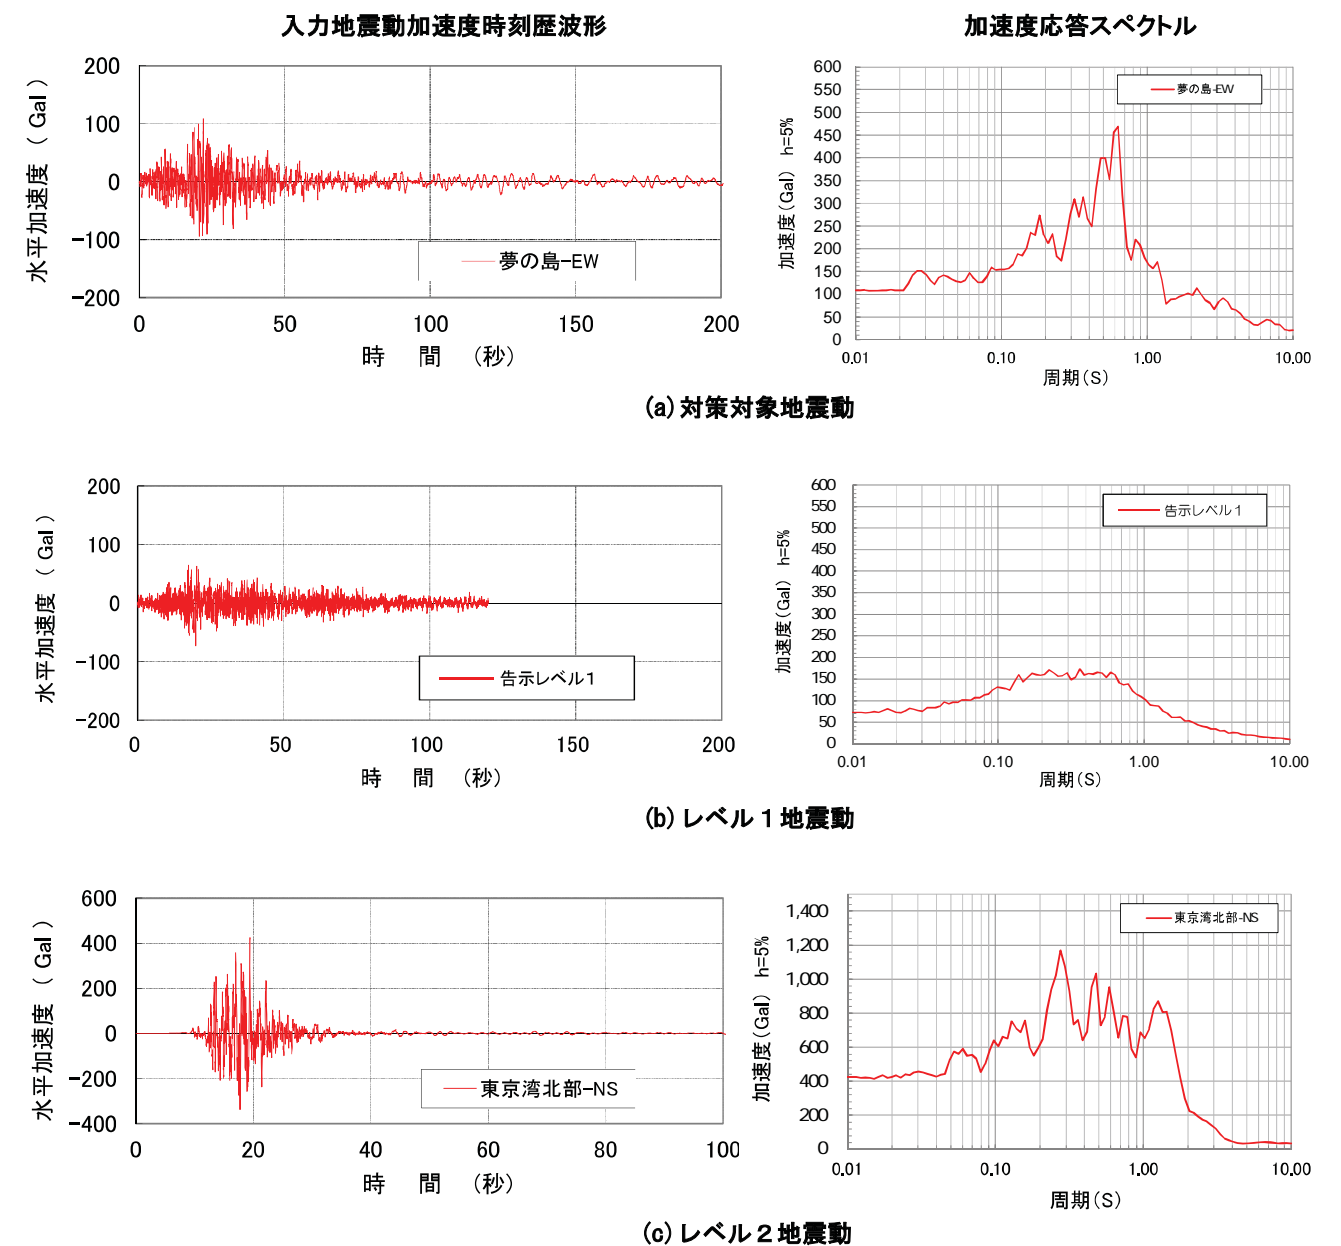 入力地震動加速度時刻歴波形
加速度応答スペクトル
水平加速度 (Gal)
200
100
0
-100
-200
夢の島-EW
0 50 100 150 200
時 間 (秒)
加速度(Gal) h=5%
600
550
500
450
400
350
300
250
200
150
100
50
0
夢の島-EW
0.01 0.10 1.00 10.00
周期(S)
(a)対策対象地震動
水平加速度 (Gal)
200
100
0
-100
-200
告示レベル1
0 50 100 150 200
時 間 (秒)
加速度(Gal) h=5%
600
550
500
450
400
350
300
250
200
150
100
50
0
告示レベル1
0.01 0.10 1.00 10.00
周期(S)
(b)レベル1地震動
水平加速度 (Gal)
600
400
200
0
-200
-400
東京湾北部-NS
0 20 40 60 80 100
時 間 (秒)
加速度(Gal) h=5%
1,400
1,200
1,000
800
600
400
200
0
東京湾北部-NS
0.01 0.10 1.00 10.00
周期(S)
(c)レベル2地震動